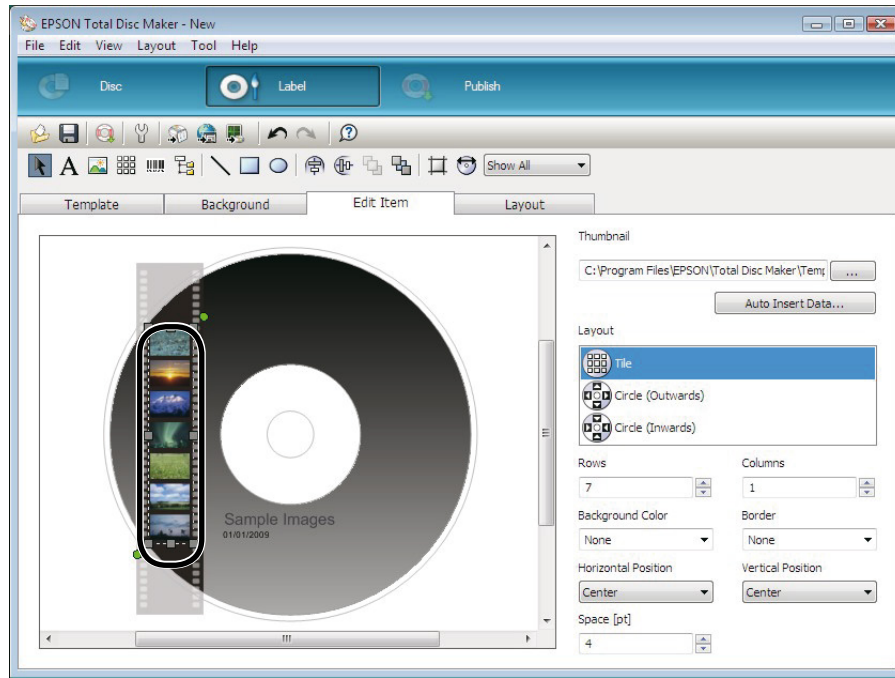 EPSON Total Disc Maker - New
File Edit View Layout Tool Help
Disc Label Publish
A Show All
Template Background Edit Item Layout
Thumbnail
C:\Program Files\EPSON\Total Disc Maker\Temp ...
Auto Insert Data...
Layout
Tile
Circle (Outwards)
Circle (Inwards)
Rows Columns
7 1
Background Color Border
None None
Horizontal Position Vertical Position
Center Center
Space [pt]
4
Sample Images
01/01/2009